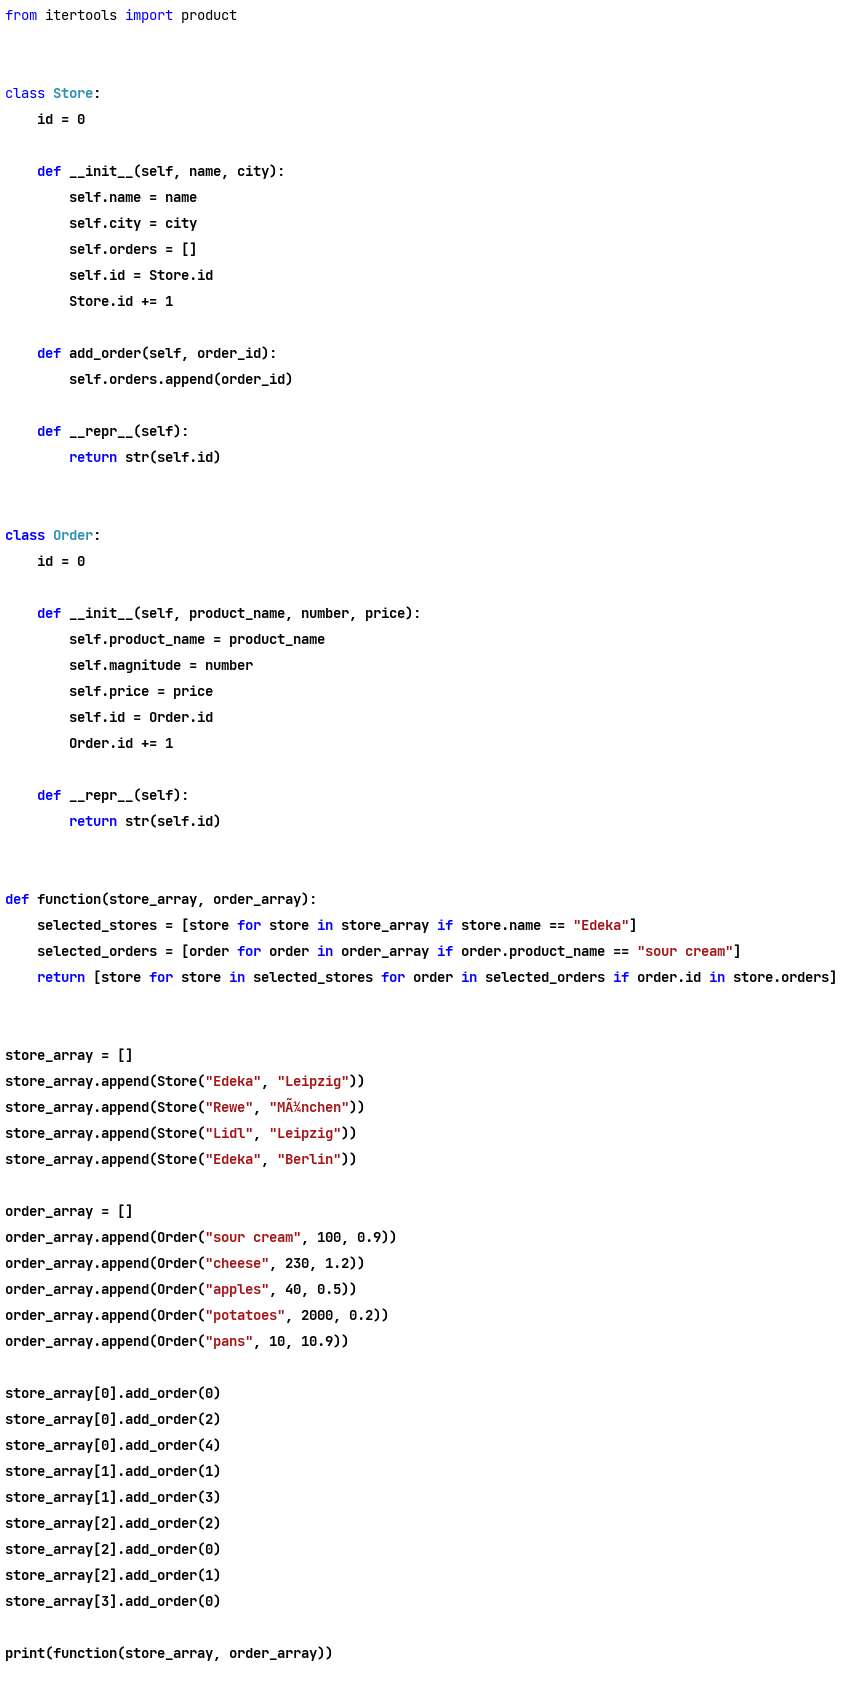 from itertools import product
class Store:
    id = 0
    def __init__(self, name, city):
        self.name = name
        self.city = city
        self.orders = []
        self.id = Store.id
        Store.id += 1
    def add_order(self, order_id):
        self.orders.append(order_id)
    def __repr__(self):
        return str(self.id)
class Order:
    id = 0
    def __init__(self, product_name, number, price):
        self.product_name = product_name
        self.magnitude = number
        self.price = price
        self.id = Order.id
        Order.id += 1
    def __repr__(self):
        return str(self.id)
def function(store_array, order_array):
    selected_stores = [store for store in store_array if store.name == "Edeka"]
    selected_orders = [order for order in order_array if order.product_name == "sour cream"]
    return [store for store in selected_stores for order in selected_orders if order.id in store.orders]
store_array = []
store_array.append(Store("Edeka", "Leipzig"))
store_array.append(Store("Rewe", "MÃ¼nchen"))
store_array.append(Store("Lidl", "Leipzig"))
store_array.append(Store("Edeka", "Berlin"))
order_array = []
order_array.append(Order("sour cream", 100, 0.9))
order_array.append(Order("cheese", 230, 1.2))
order_array.append(Order("apples", 40, 0.5))
order_array.append(Order("potatoes", 2000, 0.2))
order_array.append(Order("pans", 10, 10.9))
store_array[0].add_order(0)
store_array[0].add_order(2)
store_array[0].add_order(4)
store_array[1].add_order(1)
store_array[1].add_order(3)
store_array[2].add_order(2)
store_array[2].add_order(0)
store_array[2].add_order(1)
store_array[3].add_order(0)
print(function(store_array, order_array))